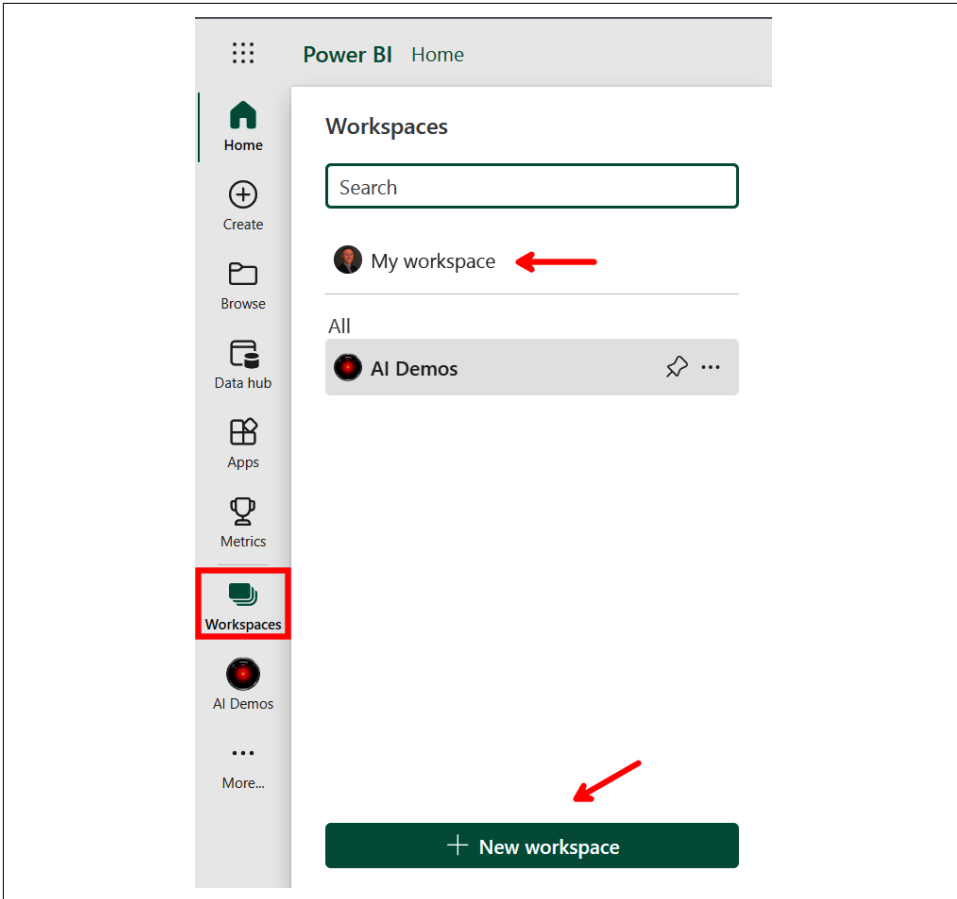 Power BI Home
Home
Create
Browse
Data hub
Apps
Metrics
Workspaces
AI Demos
More...
Workspaces
Search
My workspace
All
AI Demos
New workspace